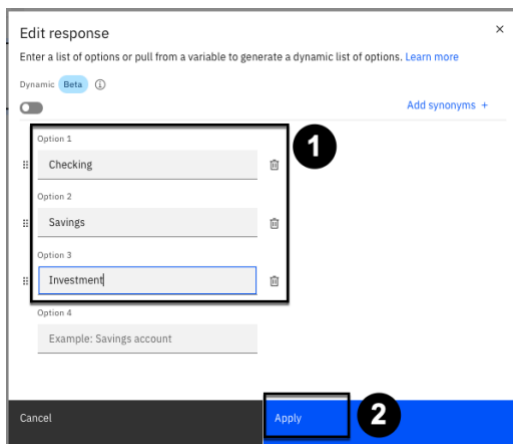 Edit response
Enter a list of options or pull from a variable to generate a dynamic list of options. Learn more
Dynamic Beta
Add synonyms +
Option 1
1
Checking
Option 2
Savings
Option 3
Investment
Option 4
Example: Savings account
Cancel
Apply
2